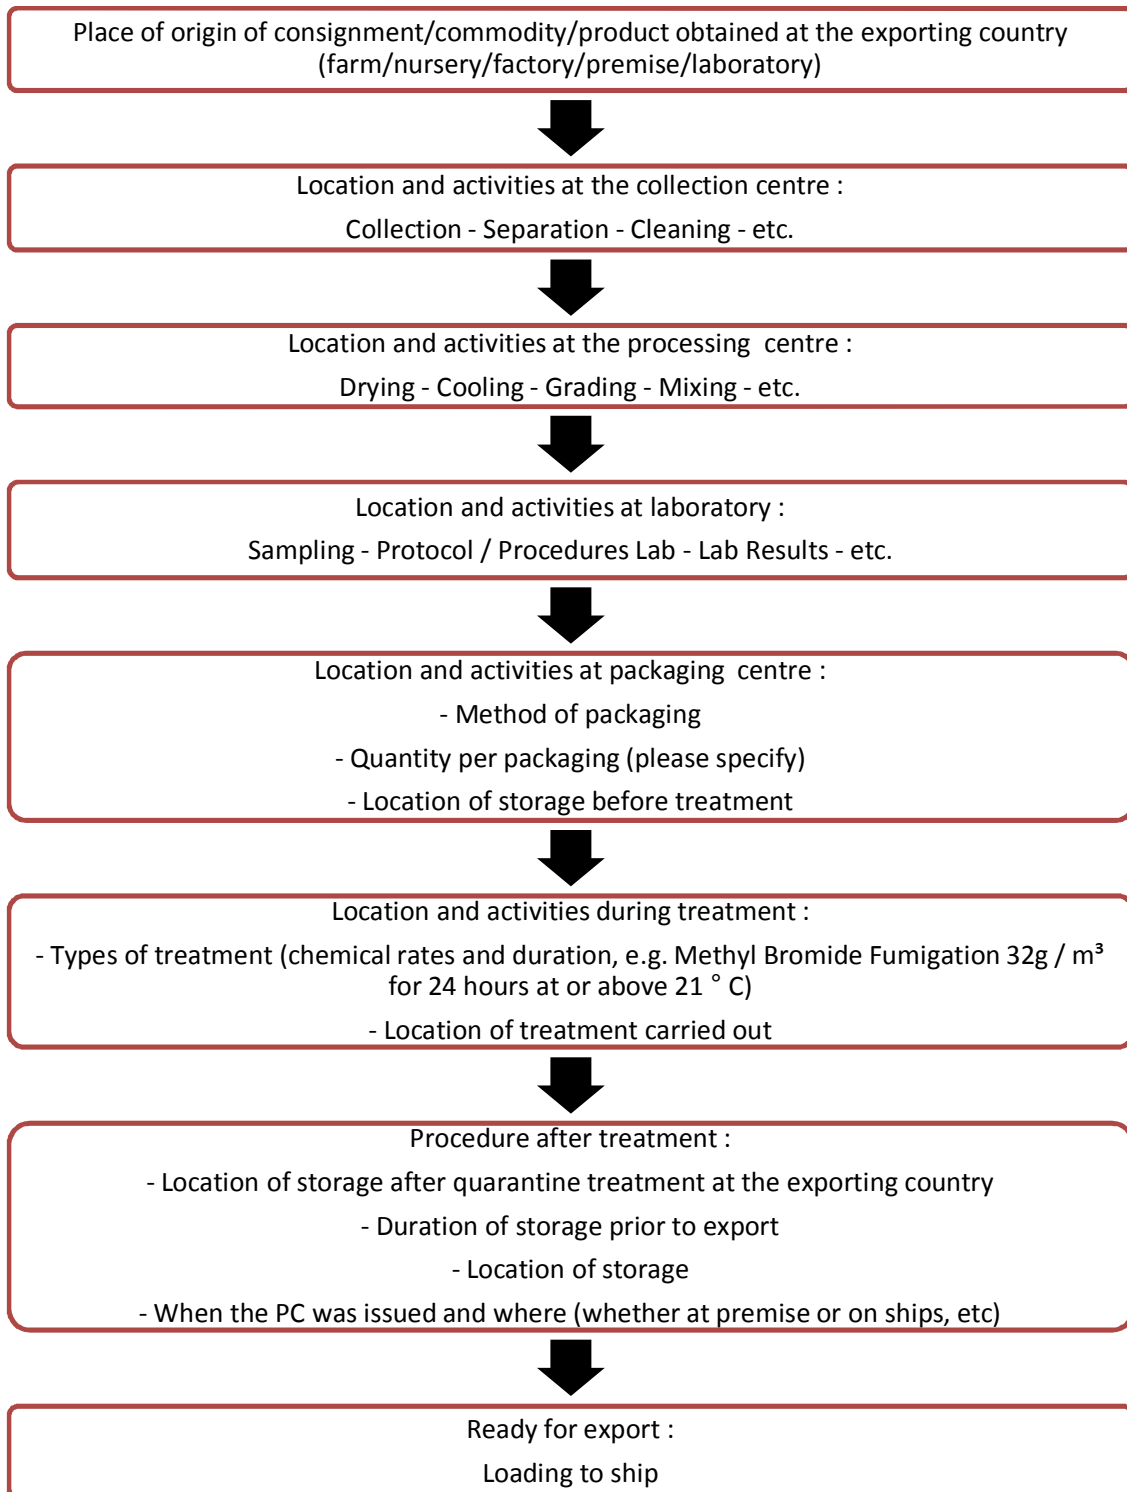 Place of origin of consignment/commodity/product obtained at the exporting country
(farm/nursery/factory/premise/laboratory)
Location and activities at the collection centre :
Collection - Separation - Cleaning - etc.
Location and activities at the processing  centre :
Drying - Cooling - Grading - Mixing - etc.
Location and activities at laboratory :
Sampling - Protocol / Procedures Lab - Lab Results - etc.
Location and activities at packaging  centre :
- Method of packaging
- Quantity per packaging (please specify)
- Location of storage before treatment
Location and activities during treatment :
- Types of treatment (chemical rates and duration, e.g. Methyl Bromide Fumigation 32g / m³
for 24 hours at or above 21 ° C)
- Location of treatment carried out
Procedure after treatment :
- Location of storage after quarantine treatment at the exporting country
- Duration of storage prior to export
- Location of storage
- When the PC was issued and where (whether at premise or on ships, etc)
Ready for export :
Loading to ship